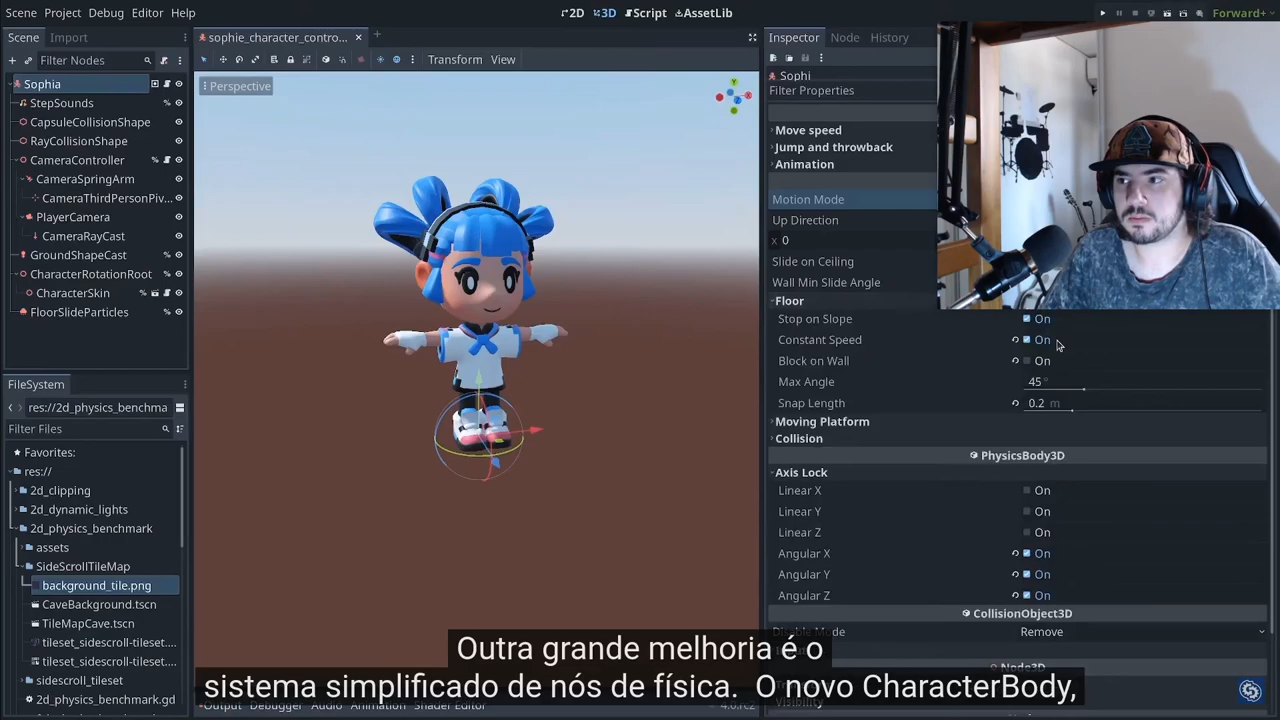 Scene Project Debug Editor Help
2D 3D Script AssetLib
Forward+
Scene Import
sophie_character_contro...
Inspector Node History
Filter Nodes
Transform View
Sophia
Perspective
Sophi
Filter Properties
StepSounds
CapsuleCollisionShape
RayCollisionShape
CameraController
CameraSpringArm
CameraThirdPersonPiv...
PlayerCamera
CameraRayCast
GroundShapeCast
CharacterRotationRoot
CharacterSkin
FloorSlideParticles
Move speed
Jump and throwback
Animation
Motion Mode
Up Direction
x 0
Slide on Ceiling
Wall Min Slide Angle
Floor
Stop on Slope On
Constant Speed On
Block on Wall On
Max Angle 45 °
Snap Length 0.2 m
Moving Platform
Collision
PhysicsBody3D
Axis Lock
Linear X On
Linear Y On
Linear Z On
Angular X On
Angular Y On
Angular Z On
CollisionObject3D
Disable Mode Remove
Node3D
FileSystem
res://2d_physics_benchma
Filter Files
Favorites:
res://
2d_clipping
2d_dynamic_lights
2d_physics_benchmark
assets
SideScrollTileMap
background_tile.png
CaveBackground.tscn
TileMapCave.tscn
tileset_sidescroll-tileset....
tileset_sidescroll-tileset....
sidescroll_tileset
2d_physics_benchmark.gd
Output Debugger Audio Animation Shader Editor
4.0.rc2
Outra grande melhoria é o
sistema simplificado de nós de física. O novo CharacterBody,